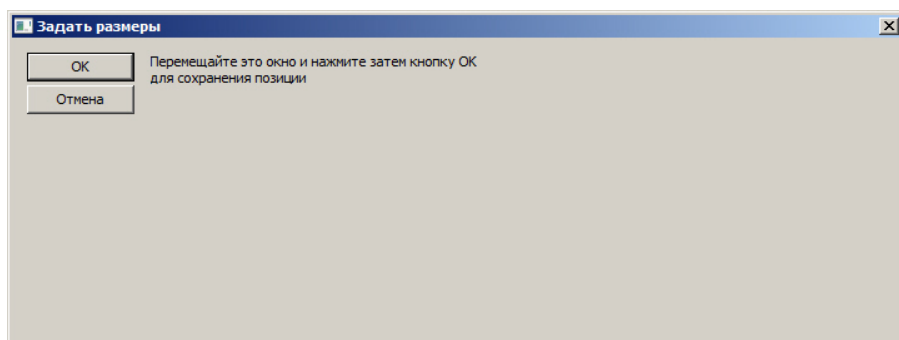 Задать размеры
OK
Перемещайте это окно и нажмите затем кнопку OK
для сохранения позиции
Отмена